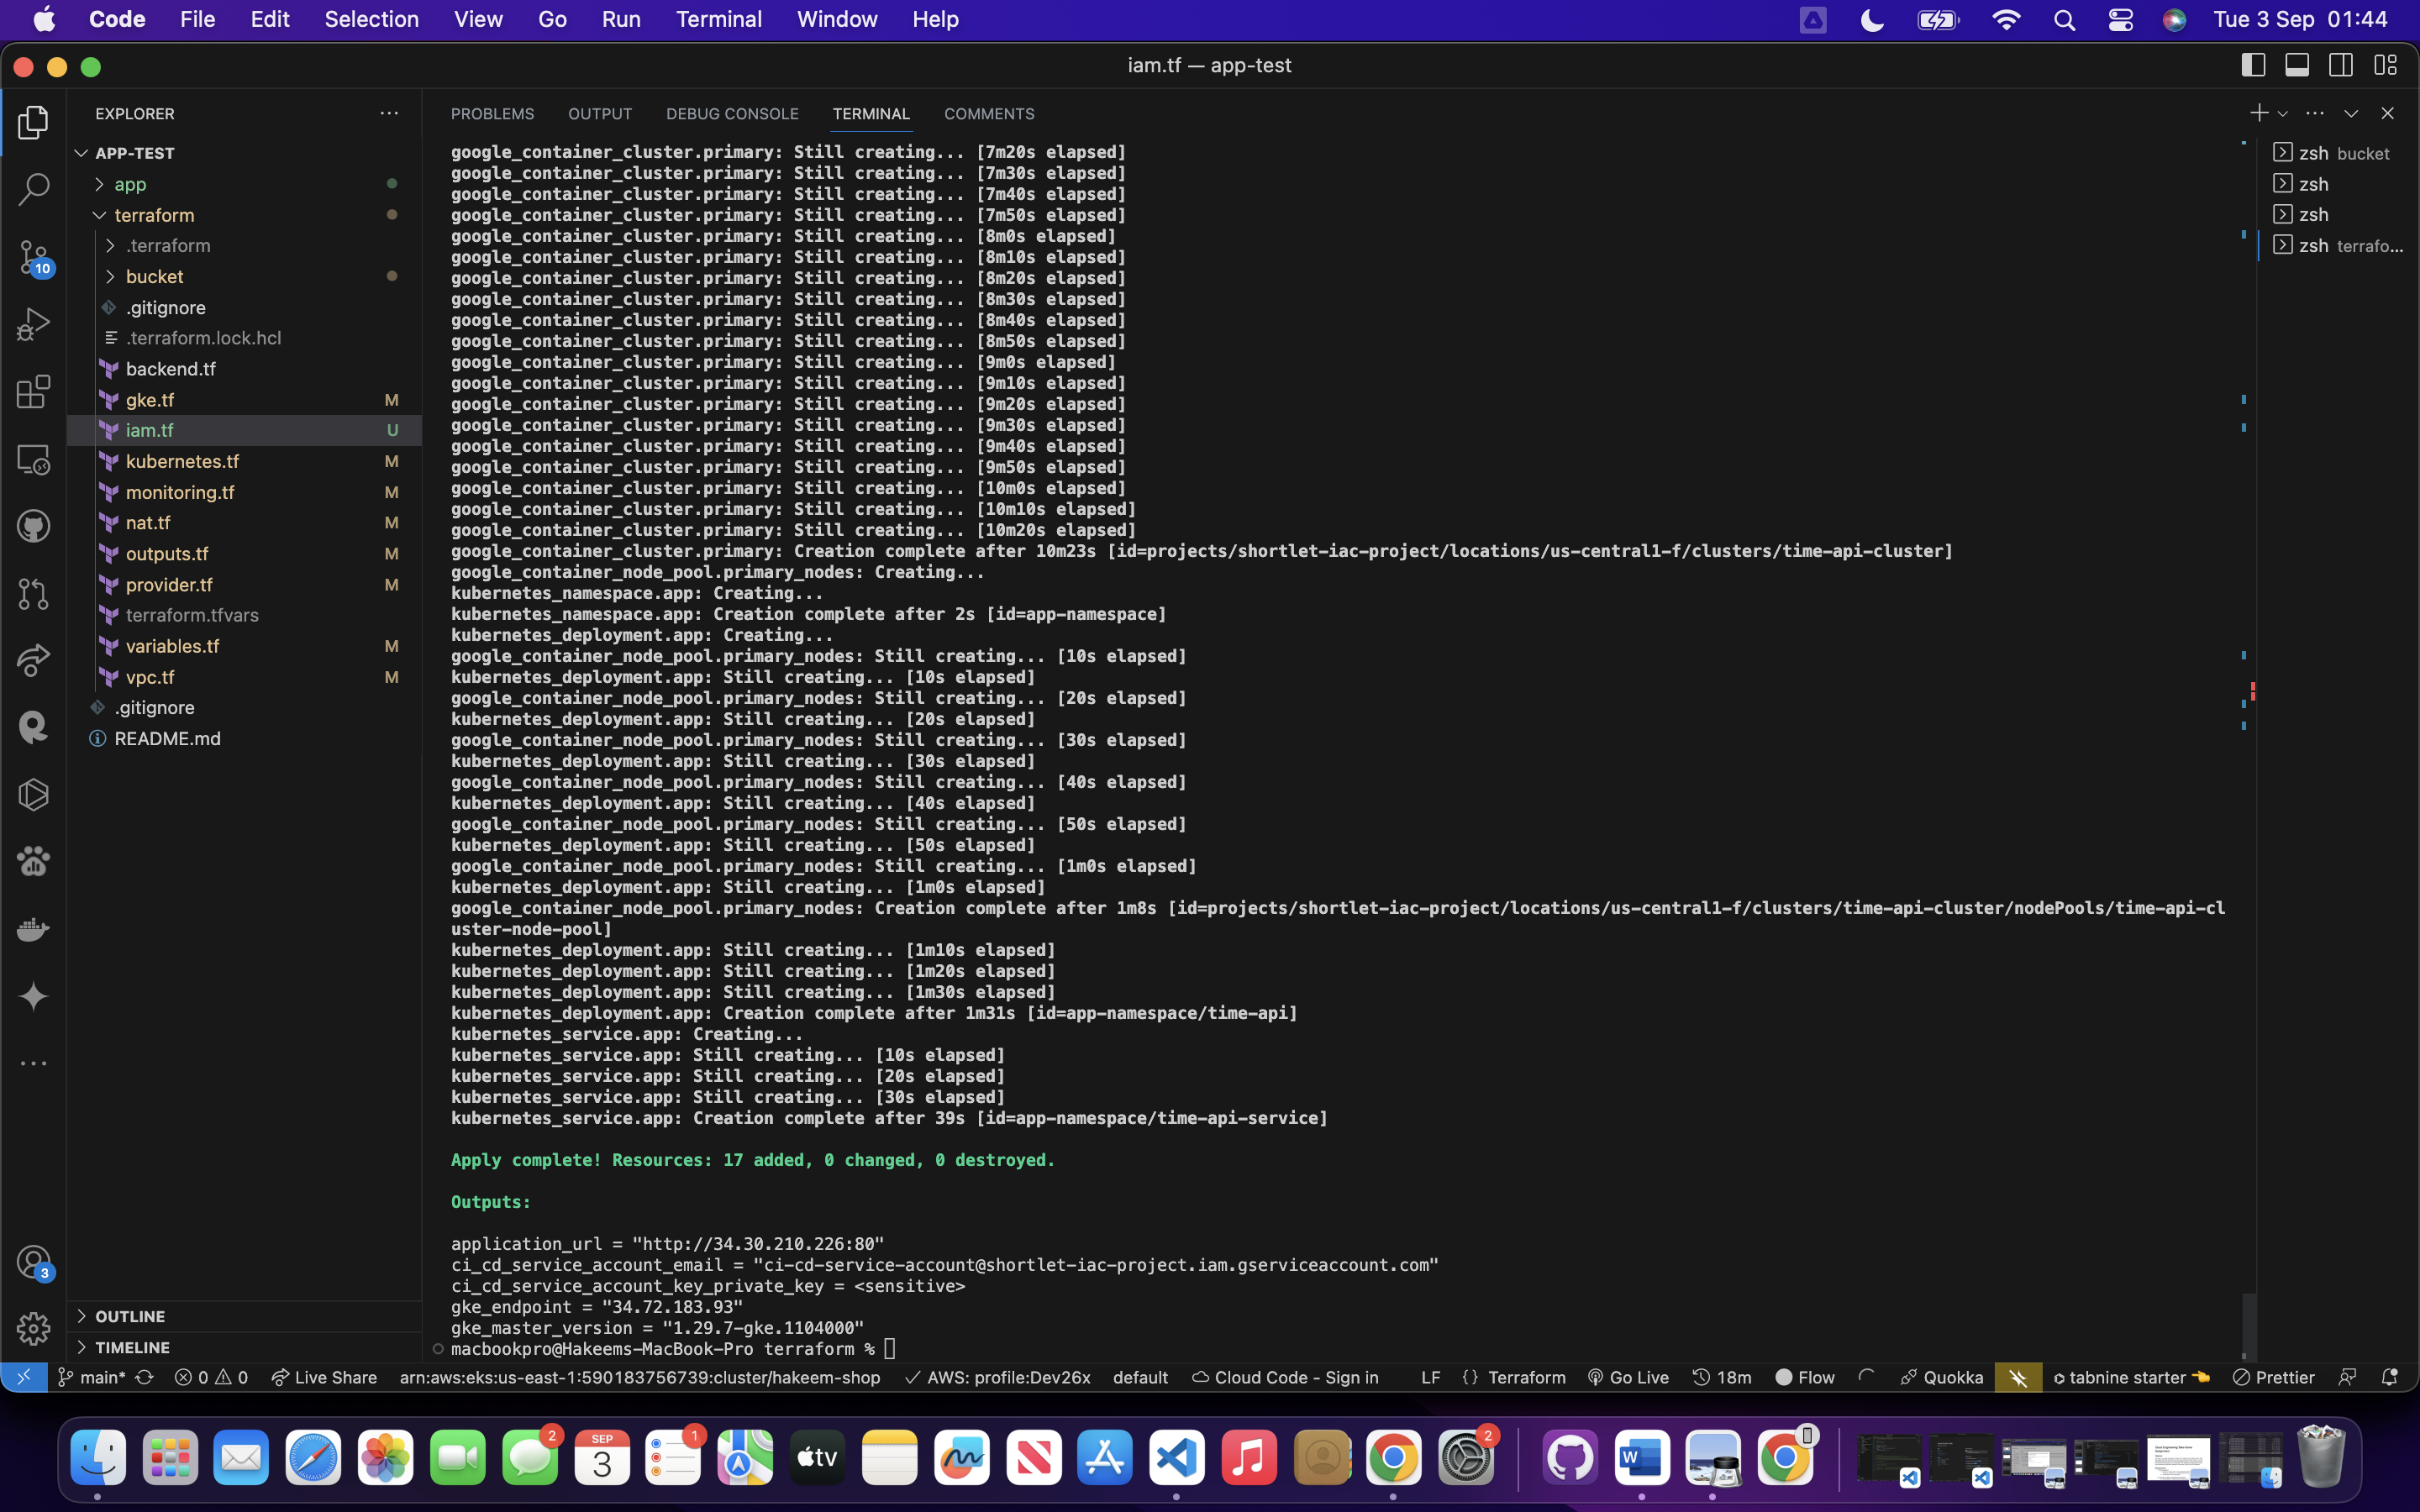 Code File Edit Selection View Go Run Terminal Window Help Tue 3 Sep 01:44
iam.tf — app-test
EXPLORER
APP-TEST
app
terraform
.terraform
bucket
.gitignore
.terraform.lock.hcl
backend.tf
gke.tf M
iam.tf U
kubernetes.tf M
monitoring.tf M
nat.tf M
outputs.tf M
provider.tf M
terraform.tfvars
variables.tf M
vpc.tf M
.gitignore
README.md
OUTLINE
TIMELINE
10
3
PROBLEMS OUTPUT DEBUG CONSOLE TERMINAL COMMENTS
google_container_cluster.primary: Still creating... [7m20s elapsed]
google_container_cluster.primary: Still creating... [7m30s elapsed]
google_container_cluster.primary: Still creating... [7m40s elapsed]
google_container_cluster.primary: Still creating... [7m50s elapsed]
google_container_cluster.primary: Still creating... [8m0s elapsed]
google_container_cluster.primary: Still creating... [8m10s elapsed]
google_container_cluster.primary: Still creating... [8m20s elapsed]
google_container_cluster.primary: Still creating... [8m30s elapsed]
google_container_cluster.primary: Still creating... [8m40s elapsed]
google_container_cluster.primary: Still creating... [8m50s elapsed]
google_container_cluster.primary: Still creating... [9m0s elapsed]
google_container_cluster.primary: Still creating... [9m10s elapsed]
google_container_cluster.primary: Still creating... [9m20s elapsed]
google_container_cluster.primary: Still creating... [9m30s elapsed]
google_container_cluster.primary: Still creating... [9m40s elapsed]
google_container_cluster.primary: Still creating... [9m50s elapsed]
google_container_cluster.primary: Still creating... [10m0s elapsed]
google_container_cluster.primary: Still creating... [10m10s elapsed]
google_container_cluster.primary: Still creating... [10m20s elapsed]
google_container_cluster.primary: Creation complete after 10m23s [id=projects/shortlet-iac-project/locations/us-central1-f/clusters/time-api-cluster]
google_container_node_pool.primary_nodes: Creating...
kubernetes_namespace.app: Creating...
kubernetes_namespace.app: Creation complete after 2s [id=app-namespace]
kubernetes_deployment.app: Creating...
google_container_node_pool.primary_nodes: Still creating... [10s elapsed]
kubernetes_deployment.app: Still creating... [10s elapsed]
google_container_node_pool.primary_nodes: Still creating... [20s elapsed]
kubernetes_deployment.app: Still creating... [20s elapsed]
google_container_node_pool.primary_nodes: Still creating... [30s elapsed]
kubernetes_deployment.app: Still creating... [30s elapsed]
google_container_node_pool.primary_nodes: Still creating... [40s elapsed]
kubernetes_deployment.app: Still creating... [40s elapsed]
google_container_node_pool.primary_nodes: Still creating... [50s elapsed]
kubernetes_deployment.app: Still creating... [50s elapsed]
google_container_node_pool.primary_nodes: Still creating... [1m0s elapsed]
kubernetes_deployment.app: Still creating... [1m0s elapsed]
google_container_node_pool.primary_nodes: Creation complete after 1m8s [id=projects/shortlet-iac-project/locations/us-central1-f/clusters/time-api-cluster/nodePools/time-api-cl
uster-node-pool]
kubernetes_deployment.app: Still creating... [1m10s elapsed]
kubernetes_deployment.app: Still creating... [1m20s elapsed]
kubernetes_deployment.app: Still creating... [1m30s elapsed]
kubernetes_deployment.app: Creation complete after 1m31s [id=app-namespace/time-api]
kubernetes_service.app: Creating...
kubernetes_service.app: Still creating... [10s elapsed]
kubernetes_service.app: Still creating... [20s elapsed]
kubernetes_service.app: Still creating... [30s elapsed]
kubernetes_service.app: Creation complete after 39s [id=app-namespace/time-api-service]
Apply complete! Resources: 17 added, 0 changed, 0 destroyed.
Outputs:
application_url = "http://34.30.210.226:80"
ci_cd_service_account_email = "ci-cd-service-account@shortlet-iac-project.iam.gserviceaccount.com"
ci_cd_service_account_key_private_key = <sensitive>
gke_endpoint = "34.72.183.93"
gke_master_version = "1.29.7-gke.1104000"
macbookpro@Hakeems-MacBook-Pro terraform %
zsh bucket
zsh
zsh
zsh terrafo...
main* 0 0 Live Share arn:aws:eks:us-east-1:590183756739:cluster/hakeem-shop AWS: profile:Dev26x default Cloud Code - Sign in LF {} Terraform Go Live 18m Flow Quokka tabnine starter Prettier
2 SEP 3 1 tv 2 W